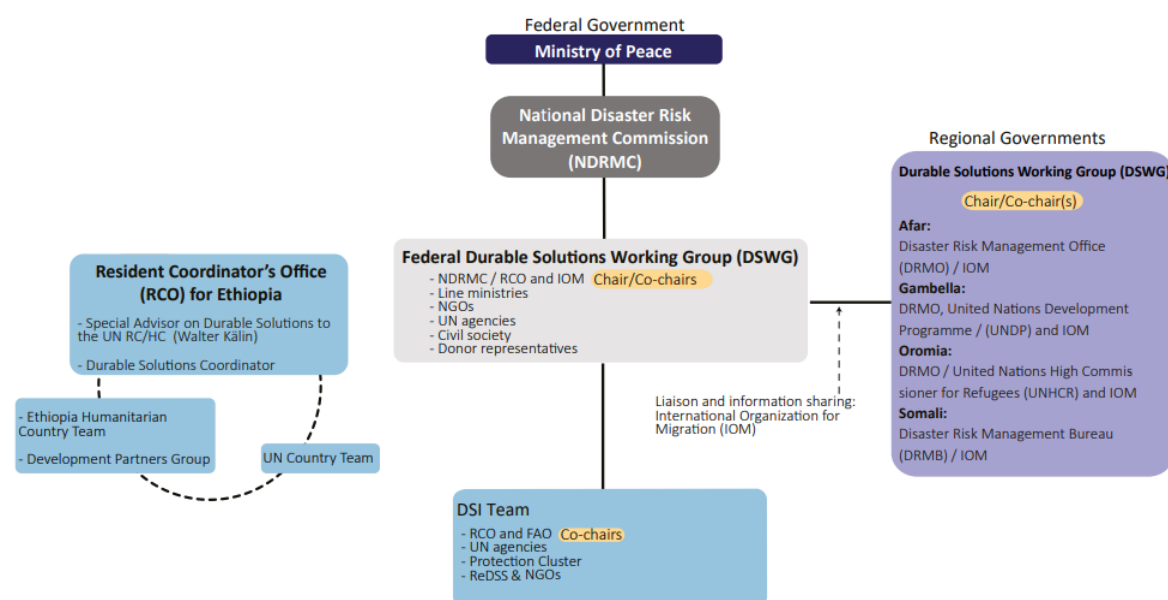 Federal Government
Ministry of Peace
National Disaster Risk
Management Commission
(NDRMC)
Regional Governments
Durable Solutions Working Group (DSWG)
Chair/Co-chair(s)
Afar:
Disaster Risk Management Office
(DRMO) / IOM
Gambella:
DRMO, United Nations Development
Programme / (UNDP) and IOM
Oromia:
DRMO / United Nations High Commis
sioner for Refugees (UNHCR) and IOM
Somali:
Disaster Risk Management Bureau
(DRMB) / IOM
Federal Durable Solutions Working Group (DSWG)
- NDRMC / RCO and IOM Chair/Co-chairs
- Line ministries
- NGOs
- UN agencies
- Civil society
- Donor representatives
Resident Coordinator's Office
(RCO) for Ethiopia
- Special Advisor on Durable Solutions to
the UN RC/HC (Walter Kälin)
- Durable Solutions Coordinator
- Ethiopia Humanitarian
Country Team
- Development Partners Group
UN Country Team
Liaison and information sharing:
International Organization for
Migration (IOM)
DSI Team
- RCO and FAO Co-chairs
- UN agencies
- Protection Cluster
- ReDSS & NGOs